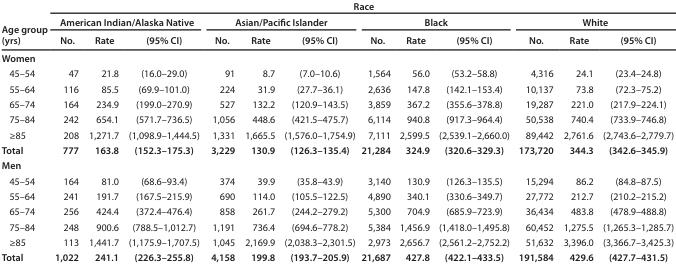 Race
American Indian/Alaska Native Asian/Pacific Islander Black White
Age group (yrs) No. Rate (95% CI) No. Rate (95% CI) No. Rate (95% CI) No. Rate (95% CI)
Women
45–54 47 21.8 (16.0–29.0) 91 8.7 (7.0–10.6) 1,564 56.0 (53.2–58.8) 4,316 24.1 (23.4–24.8)
55–64 116 85.5 (69.9–101.0) 224 31.9 (27.7–36.1) 2,636 147.8 (142.1–153.4) 10,137 73.8 (72.3–75.2)
65–74 164 234.9 (199.0–270.9) 527 132.2 (120.9–143.5) 3,859 367.2 (355.6–378.8) 19,287 221.0 (217.9–224.1)
75–84 242 654.1 (571.7–736.5) 1,056 448.6 (421.5–475.7) 6,114 940.8 (917.3–964.4) 50,538 740.4 (733.9–746.8)
≥85 208 1,271.7 (1,098.9–1,444.5) 1,331 1,665.5 (1,576.0–1,754.9) 7,111 2,599.5 (2,539.1–2,660.0) 89,442 2,761.6 (2,743.6–2,779.7)
Total 777 163.8 (152.3–175.3) 3,229 130.9 (126.3–135.4) 21,284 324.9 (320.6–329.3) 173,720 344.3 (342.6–345.9)
Men
45–54 164 81.0 (68.6–93.4) 374 39.9 (35.8–43.9) 3,140 130.9 (126.3–135.5) 15,294 86.2 (84.8–87.5)
55–64 241 191.7 (167.5–215.9) 690 114.0 (105.5–122.5) 4,890 340.1 (330.6–349.7) 27,772 212.7 (210.2–215.2)
65–74 256 424.4 (372.4–476.4) 858 261.7 (244.2–279.2) 5,300 704.9 (685.9–723.9) 36,434 483.8 (478.9–488.8)
75–84 248 900.6 (788.5–1,012.7) 1,191 736.4 (694.6–778.2) 5,384 1,456.9 (1,418.0–1,495.8) 60,452 1,275.5 (1,265.3–1,285.7)
≥85 113 1,441.7 (1,175.9–1,707.5) 1,045 2,169.9 (2,038.3–2,301.5) 2,973 2,656.7 (2,561.2–2,752.2) 51,632 3,396.0 (3,366.7–3,425.3)
Total 1,022 241.1 (226.3–255.8) 4,158 199.8 (193.7–205.9) 21,687 427.8 (422.1–433.5) 191,584 429.6 (427.7–431.5)